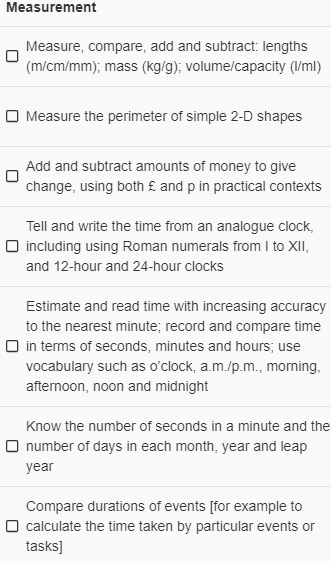 Measurement
Measure, compare, add and subtract: lengths
(m/cm/mm); mass (kg/g); volume/capacity (l/ml)
Measure the perimeter of simple 2-D shapes
Add and subtract amounts of money to give
change, using both £ and p in practical contexts
Tell and write the time from an analogue clock,
including using Roman numerals from I to XII,
and 12-hour and 24-hour clocks
Estimate and read time with increasing accuracy
to the nearest minute; record and compare time
in terms of seconds, minutes and hours; use
vocabulary such as o'clock, a.m./p.m., morning,
afternoon, noon and midnight
Know the number of seconds in a minute and the
number of days in each month, year and leap
year
Compare durations of events [for example to
calculate the time taken by particular events or
tasks]